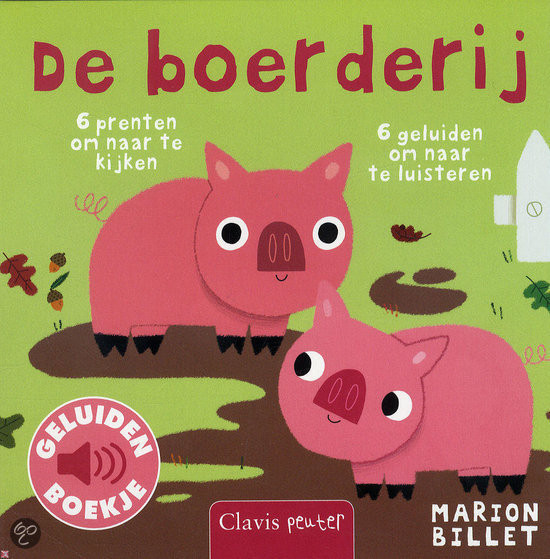 De boerderij
6 prenten
om naar te
kijken
6 geluiden
om naar
te luisteren
GELUIDEN
BOEKJE
Clavis peuter
MARION
BILLET